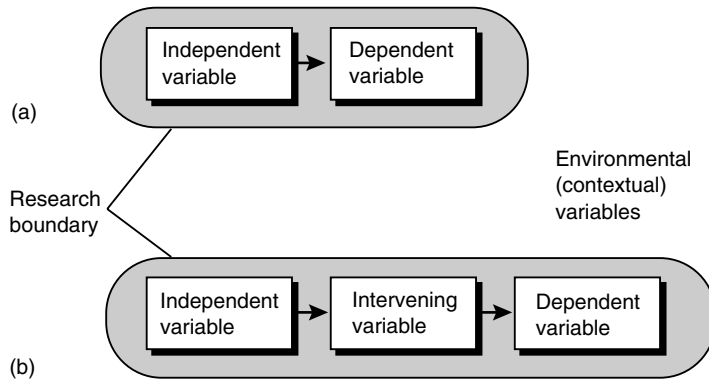 Independent
variable
Dependent
variable
(a)
Environmental
(contextual)
variables
Research
boundary
Independent
variable
Intervening
variable
Dependent
variable
(b)